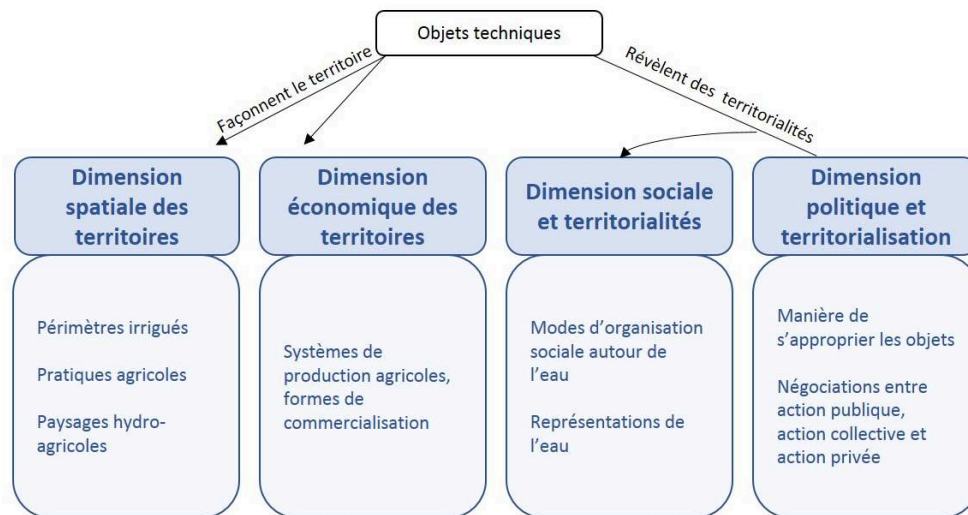 Objets techniques
Façonnent le territoire
Révèlent des territorialités
Dimension
spatiale des
territoires
Dimension
économique des
territoires
Dimension sociale
et territorialités
Dimension
politique et
territorialisation
Périmètres irrigués
Pratiques agricoles
Paysages hydro-
agricoles
Systèmes de
production agricoles,
formes de
commercialisation
Modes d’organisation
sociale autour de
l’eau
Représentations de
l’eau
Manière de
s’approprier les objets
Négociations entre
action publique,
action collective et
action privée